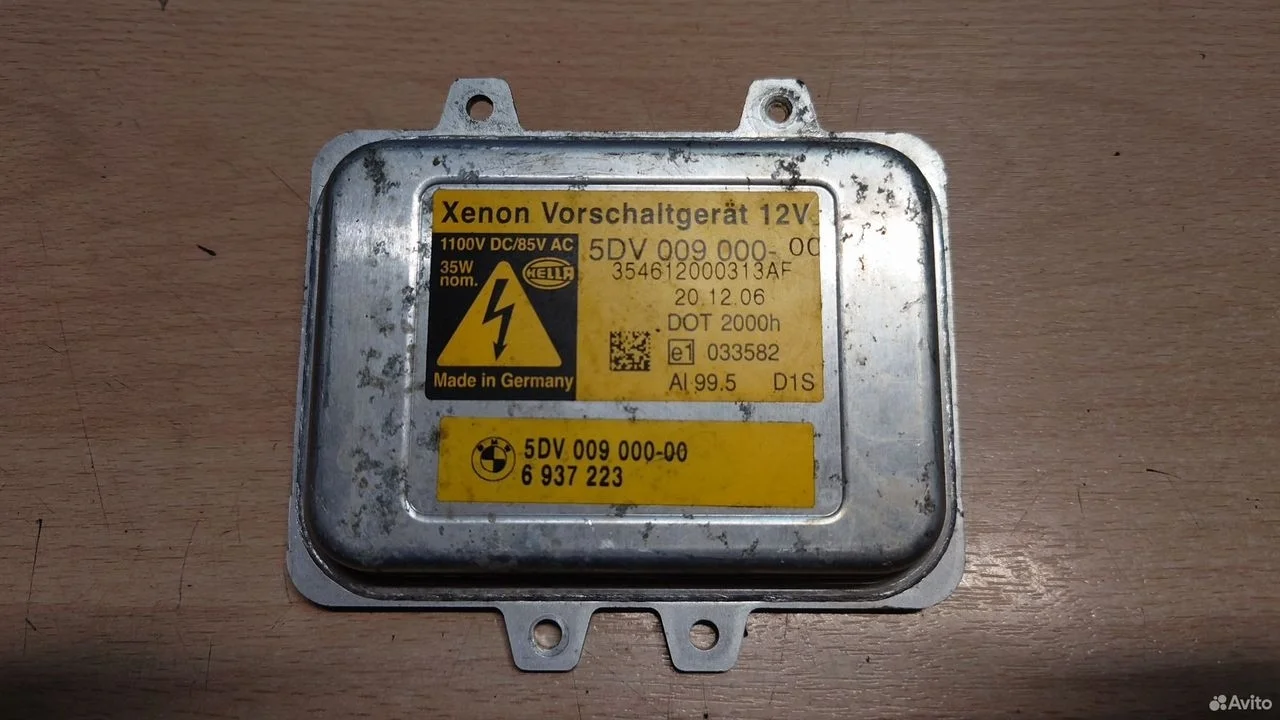 Xenon Vorschaltgerät 12V
1100V DC/85V AC
35W
nom.
HELLA
Made in Germany
5DV 009 000-00
354612000313AF
20.12.06
DOT 2000h
e1 033582
Al 99.5 D1S
BMW
5DV 009 000-00
6 937 223
Avito